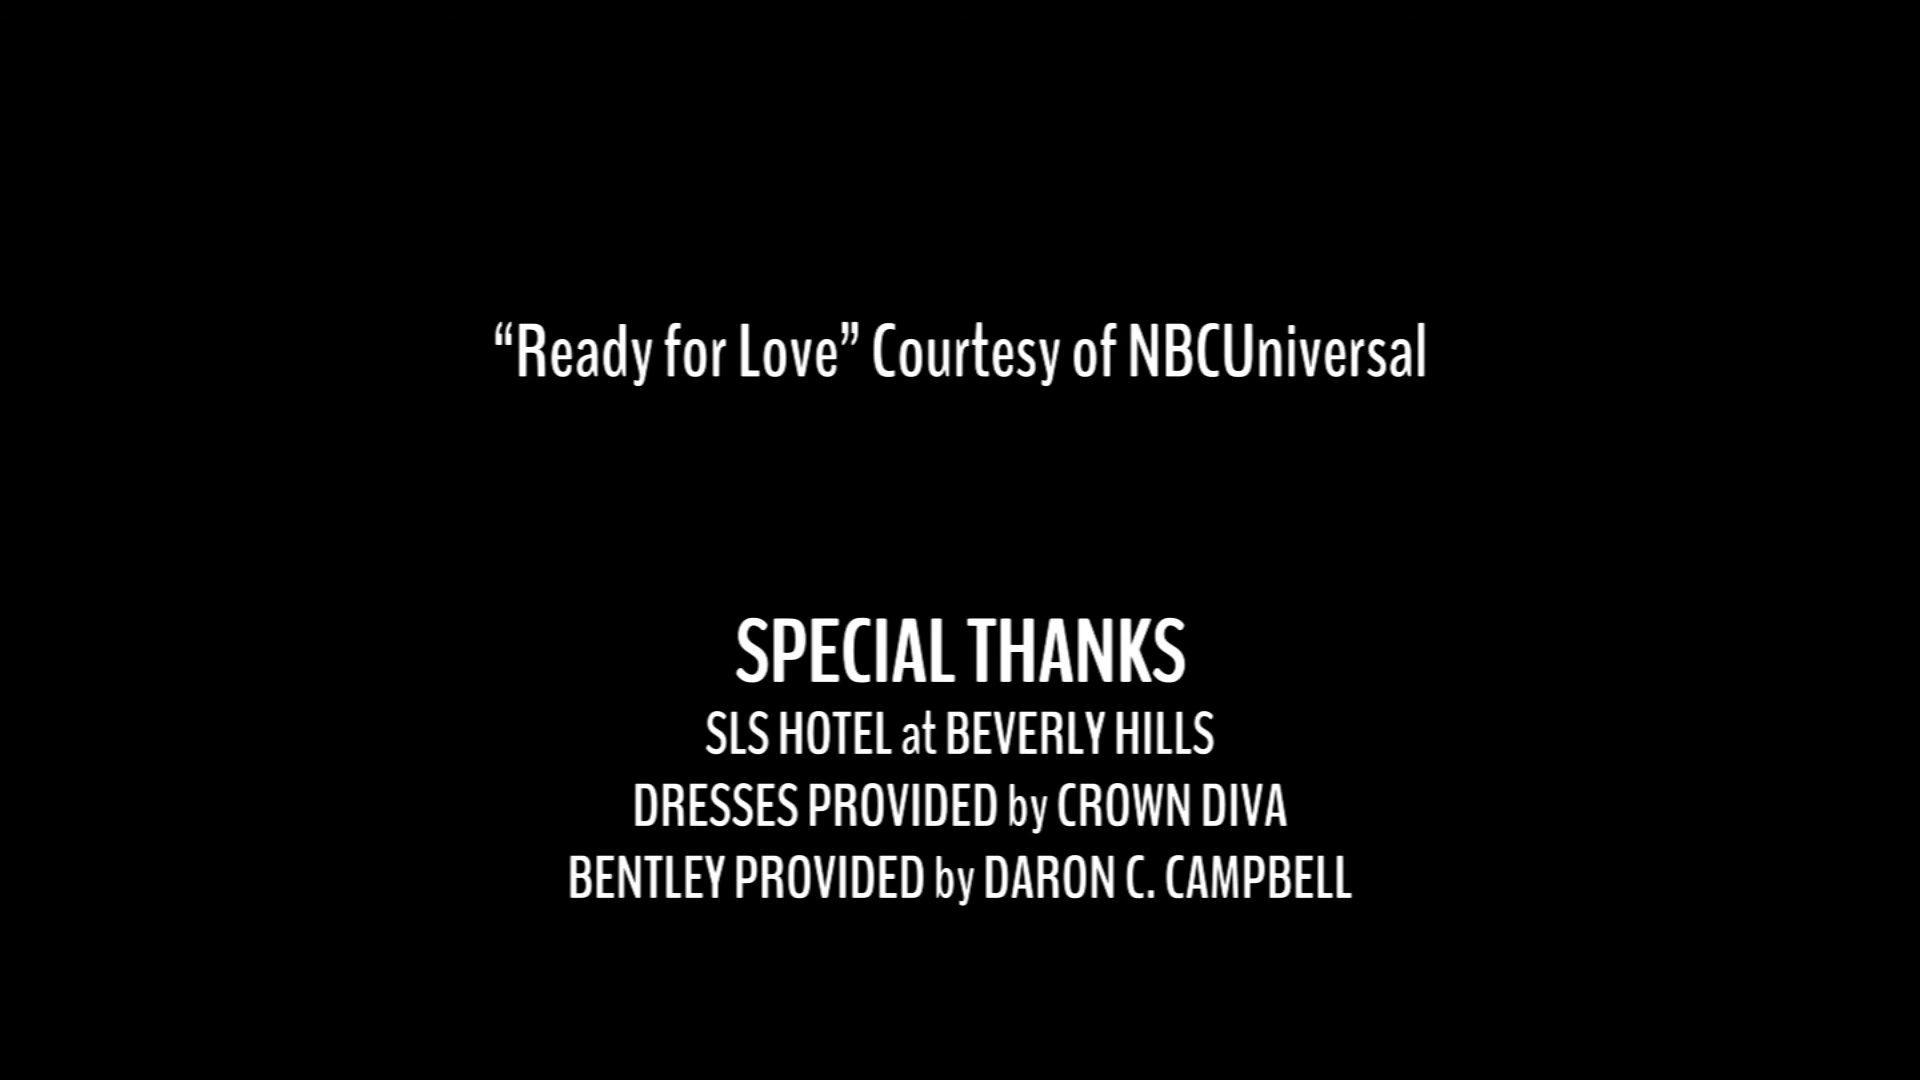 “Ready for Love” Courtesy of NBCUniversal
SPECIAL THANKS
SLS HOTEL at BEVERLY HILLS
DRESSES PROVIDED by CROWN DIVA
BENTLEY PROVIDED by DARON C. CAMPBELL